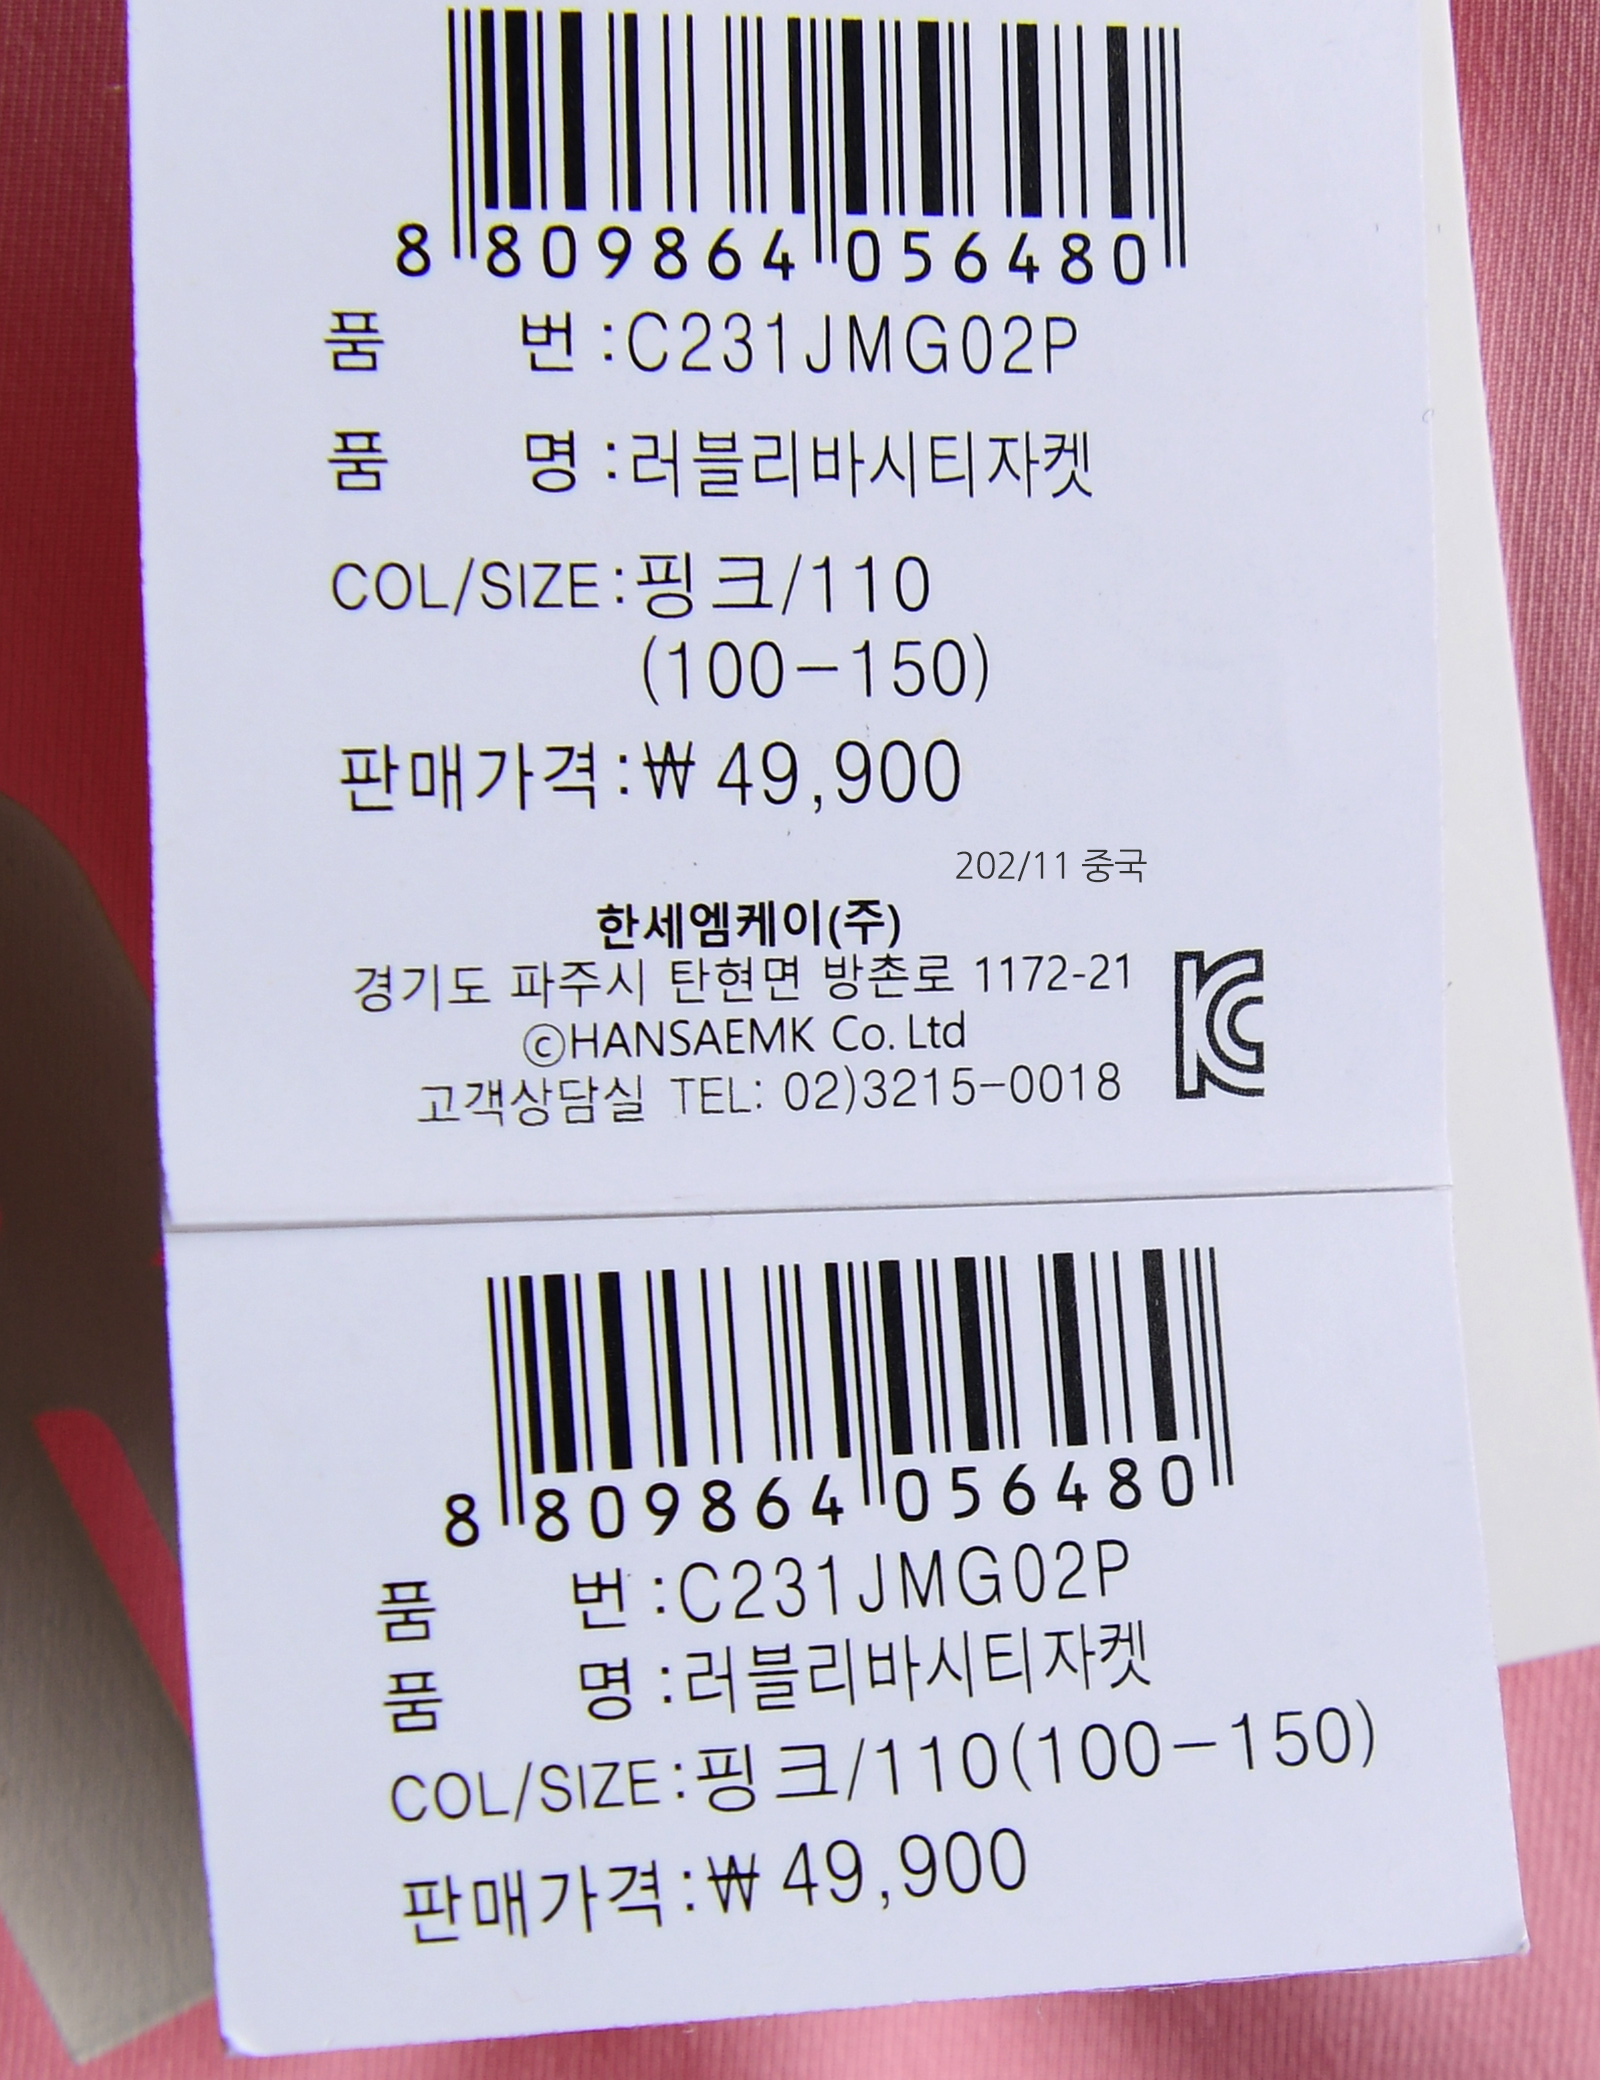 8 809864 056480
품 번 :C231JMG02P
품 명 :러블리바시티자켓
COL/SIZE:핑크/110
(100-150)
판매가격:₩ 49,900
202/11 중국
한세엠케이(주)
경기도 파주시 탄현면 방촌로 1172-21
ⓒHANSAEMK Co. Ltd
고객상담실 TEL: 02)3215-0018
KC
8 809864 056480
품 번 :C231JMG02P
품 명 :러블리바시티자켓
COL/SIZE:핑크/110(100-150)
판매가격:₩ 49,900